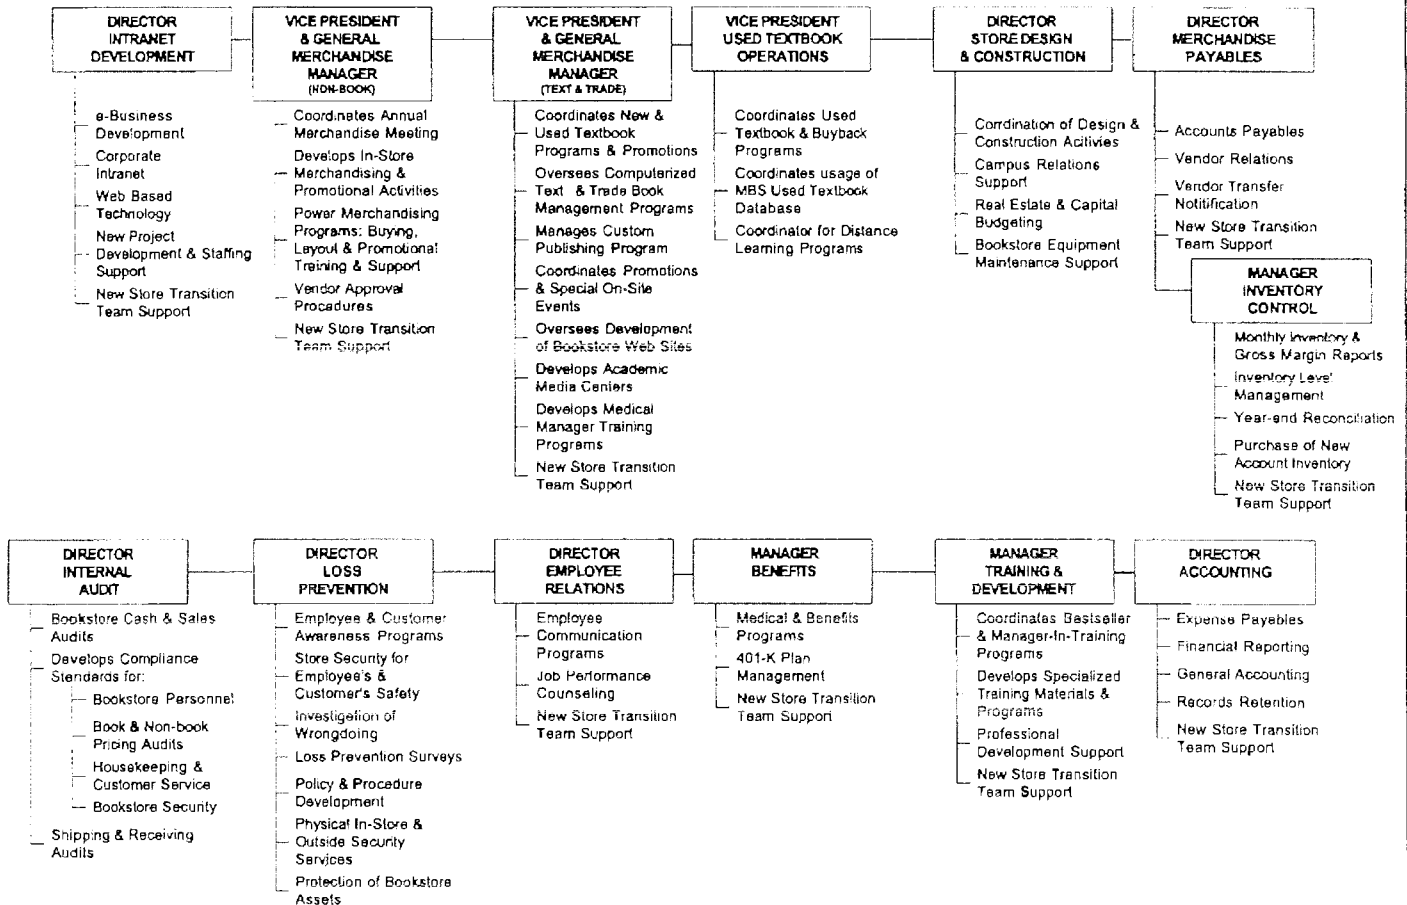 DIRECTOR
INTRANET
DEVELOPMENT
e-Business
Development
Corporate
Intranet
Web Based
Technology
New Project
Development & Staffing
Support
New Store Transition
Team Support
VICE PRESIDENT
& GENERAL
MERCHANDISE
MANAGER
(NON-BOOK)
Coordinates Annual
Merchandise Meeting
Develops In-Store
Merchandising &
Promotional Activities
Power Merchandising
Programs: Buying,
Layout & Promotional
Training & Support
Vendor Approval
Procedures
New Store Transition
Team Support
VICE PRESIDENT
& GENERAL
MERCHANDISE
MANAGER
(TEXT & TRADE)
Coordinates New &
Used Textbook
Programs & Promotions
Oversees Computerized
Text & Trade Book
Management Programs
Manages Custom
Publishing Program
Coordinates Promotions
& Special On-Site
Events
Oversees Development
of Bookstore Web Sites
Develops Academic
Media Centers
Develops Medical
Manager Training
Programs
New Store Transition
Team Support
VICE PRESIDENT
USED TEXTBOOK
OPERATIONS
Coordinates Used
Textbook & Buyback
Programs
Coordinates usage of
MBS Used Textbook
Database
Coordinator for Distance
Learning Programs
DIRECTOR
STORE DESIGN
& CONSTRUCTION
Corrdination of Design &
Construction Acitivies
Campus Relations
Support
Real Estate & Capital
Budgeting
Bookstore Equipment
Maintenance Support
DIRECTOR
MERCHANDISE
PAYABLES
Accounts Payables
Vendor Relations
Vendor Transfer
Notitification
New Store Transition
Team Support
MANAGER
INVENTORY
CONTROL
Monthly Inventory &
Gross Margin Reports
Inventory Level
Management
Year-end Reconciliation
Purchase of New
Account Inventory
New Store Transition
Team Support
DIRECTOR
INTERNAL
AUDIT
Bookstore Cash & Sales
Audits
Develops Compliance
Standards for:
Bookstore Personnel
Book & Non-book
Pricing Audits
Housekeeping &
Customer Service
Bookstore Security
Shipping & Receiving
Audits
DIRECTOR
LOSS
PREVENTION
Employee & Customer
Awareness Programs
Store Security for
Employee's &
Customer's Safety
Investigation of
Wrongdoing
Loss Prevention Surveys
Policy & Procedure
Development
Physical In-Store &
Outside Security
Services
Protection of Bookstore
Assets
DIRECTOR
EMPLOYEE
RELATIONS
Employee
Communication
Programs
Job Performance
Counseling
New Store Transition
Team Support
MANAGER
BENEFITS
Medical & Benefits
Programs
401-K Plan
Management
New Store Transition
Team Support
MANAGER
TRAINING &
DEVELOPMENT
Coordinates Bestseller
& Manager-In-Training
Programs
Develops Specialized
Training Materials &
Programs
Professional
Development Support
New Store Transition
Team Support
DIRECTOR
ACCOUNTING
Expense Payables
Financial Reporting
General Accounting
Records Retention
New Store Transition
Team Support